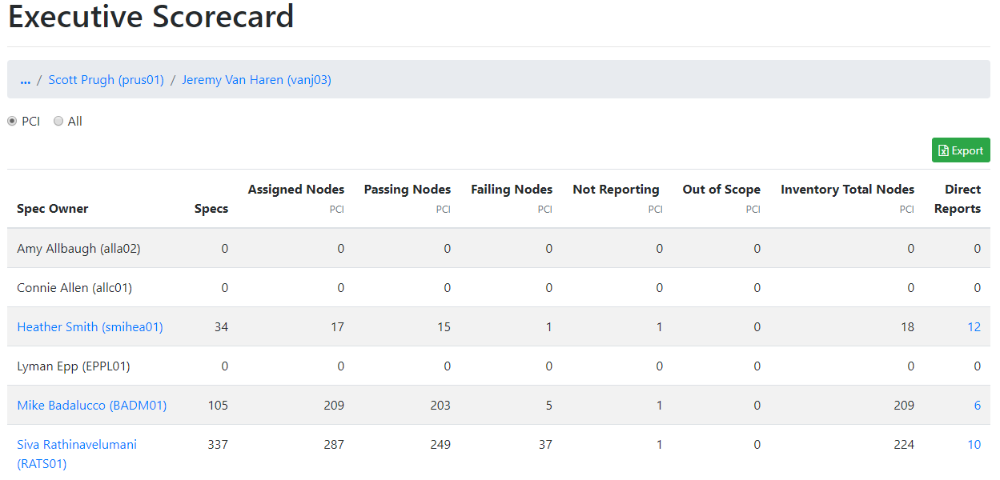 Executive Scorecard
... / Scott Prugh (prus01) / Jeremy Van Haren (vanj03)
PCI All
Export
Spec Owner Specs Assigned Nodes PCI Passing Nodes PCI Failing Nodes PCI Not Reporting PCI Out of Scope PCI Inventory Total Nodes PCI Direct Reports
Amy Allbaugh (alla02) 0 0 0 0 0 0 0 0
Connie Allen (allc01) 0 0 0 0 0 0 0 0
Heather Smith (smihea01) 34 17 15 1 1 0 18 12
Lyman Epp (EPPL01) 0 0 0 0 0 0 0 0
Mike Badalucco (BADM01) 105 209 203 5 1 0 209 6
Siva Rathinavelumani 337 287 249 37 1 0 224 10
(RATS01)